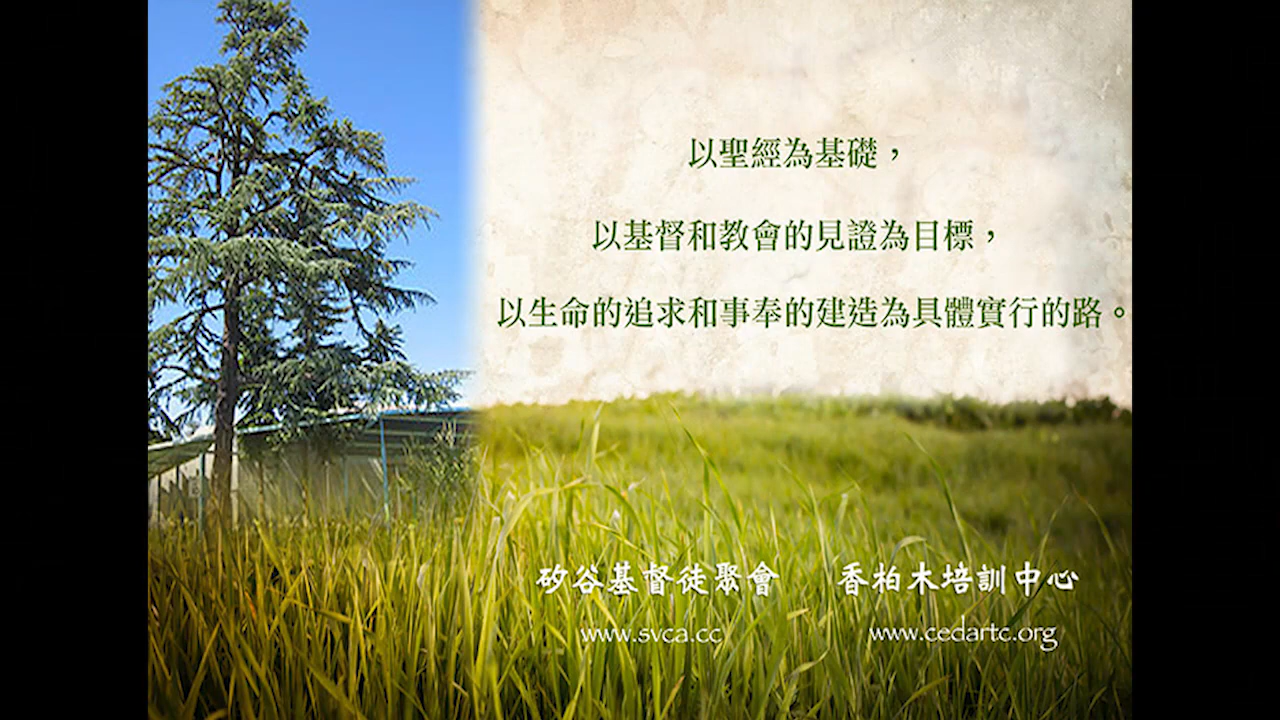 以聖經為基礎，
以基督和教會的見證為目標，
以生命的追求和事奉的建造為具體實行的路。
矽谷基督徒聚會 香柏木培訓中心
www.svca.cc www.cedartc.org